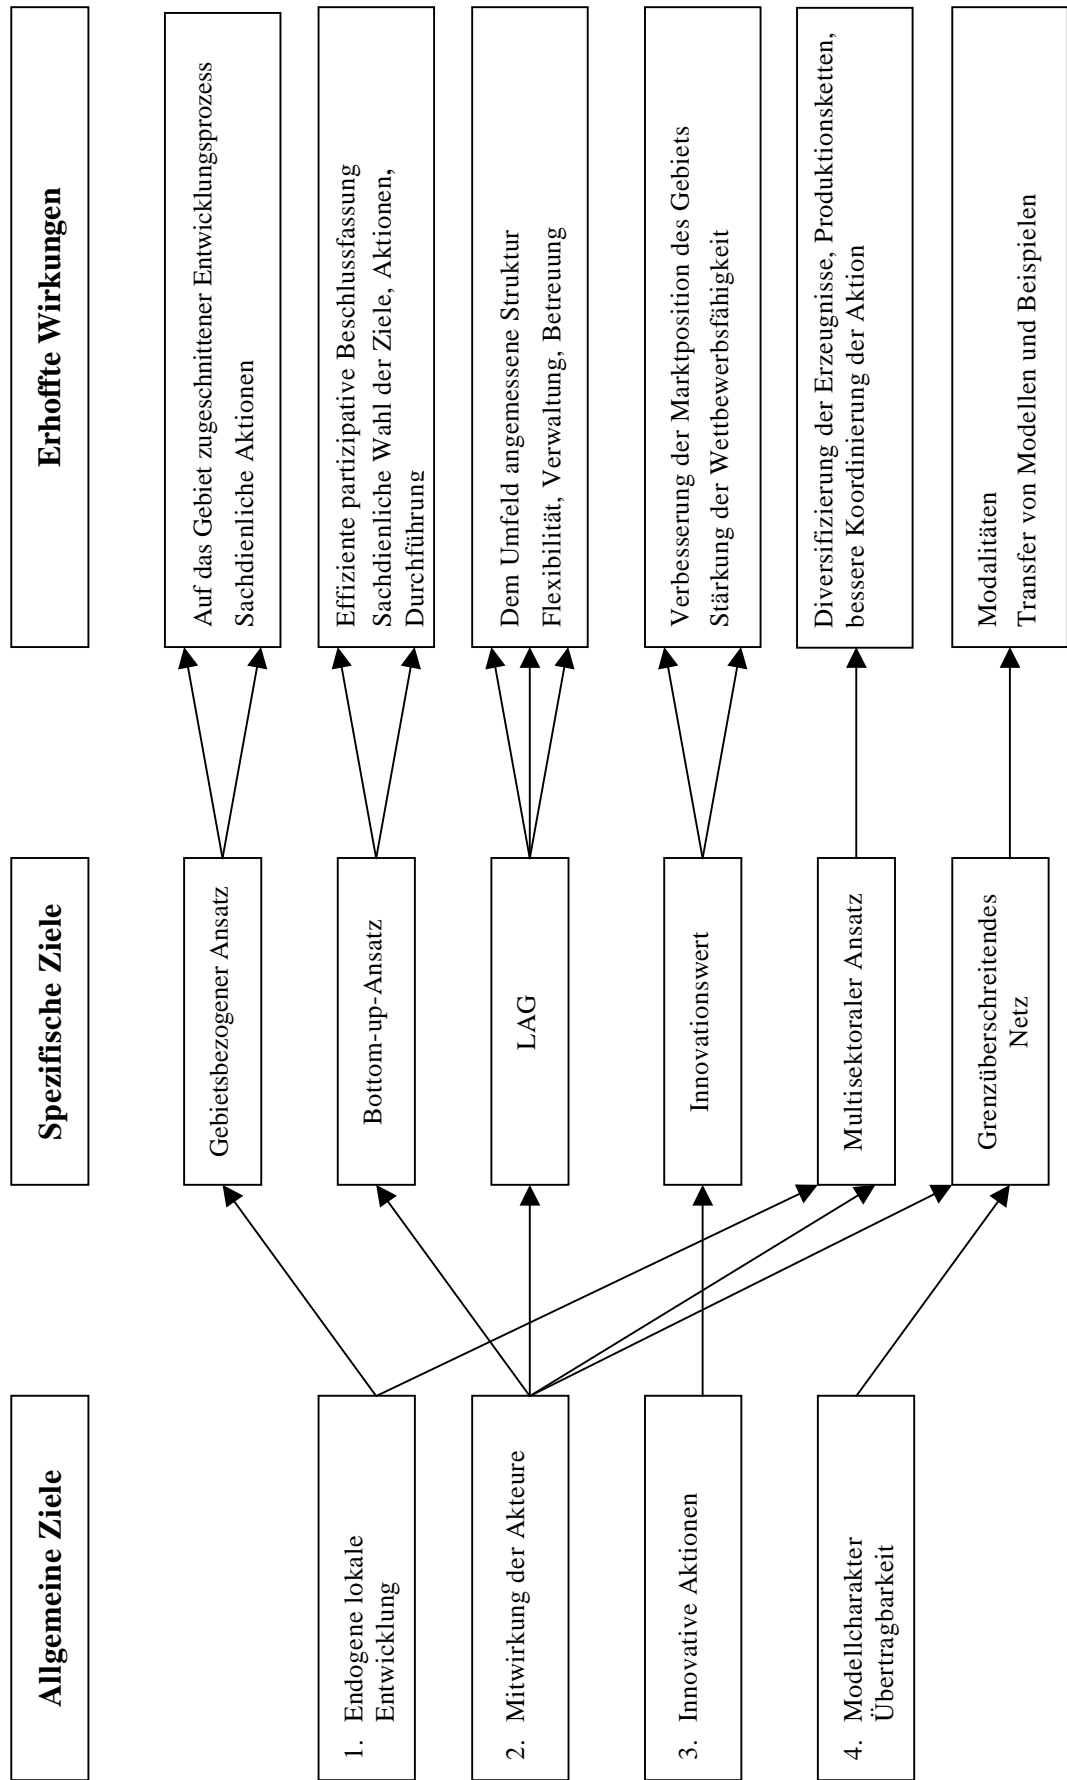 Allgemeine Ziele
Spezifische Ziele
Erhoffte Wirkungen
1. Endogene lokale
Entwicklung
2. Mitwirkung der Akteure
3. Innovative Aktionen
4. Modellcharakter
Übertragbarkeit
Gebietsbezogener Ansatz
Bottom-up-Ansatz
LAG
Innovationswert
Multisektoraler Ansatz
Grenzüberschreitendes
Netz
Auf das Gebiet zugeschnittener Entwicklungsprozess
Sachdienliche Aktionen
Effiziente partizipative Beschlussfassung
Sachdienliche Wahl der Ziele, Aktionen,
Durchführung
Dem Umfeld angemessene Struktur
Flexibilität, Verwaltung, Betreuung
Verbesserung der Marktposition des Gebiets
Stärkung der Wettbewerbsfähigkeit
Diversifizierung der Erzeugnisse, Produktionsketten,
bessere Koordinierung der Aktion
Modalitäten
Transfer von Modellen und Beispielen